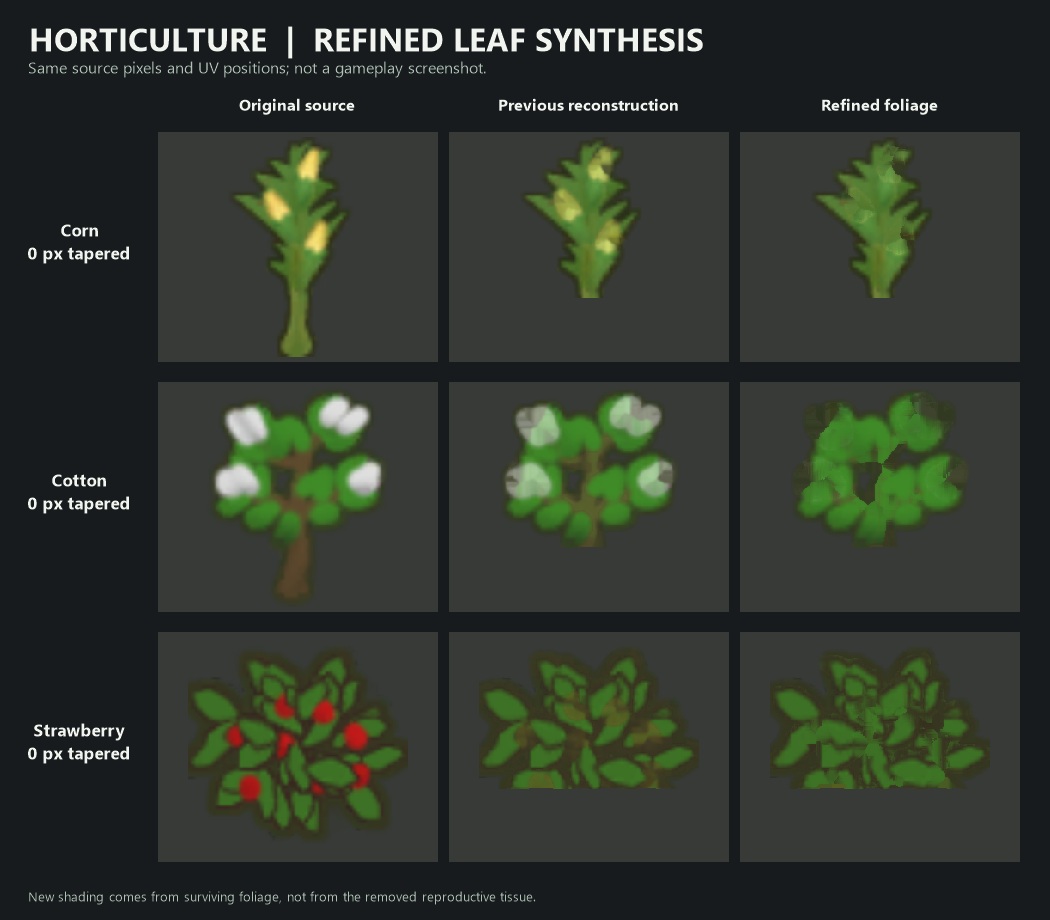 HORTICULTURE | REFINED LEAF SYNTHESIS
Same source pixels and UV positions; not a gameplay screenshot.
Original source
Previous reconstruction
Refined foliage
Corn
0 px tapered
Cotton
0 px tapered
Strawberry
0 px tapered
New shading comes from surviving foliage, not from the removed reproductive tissue.